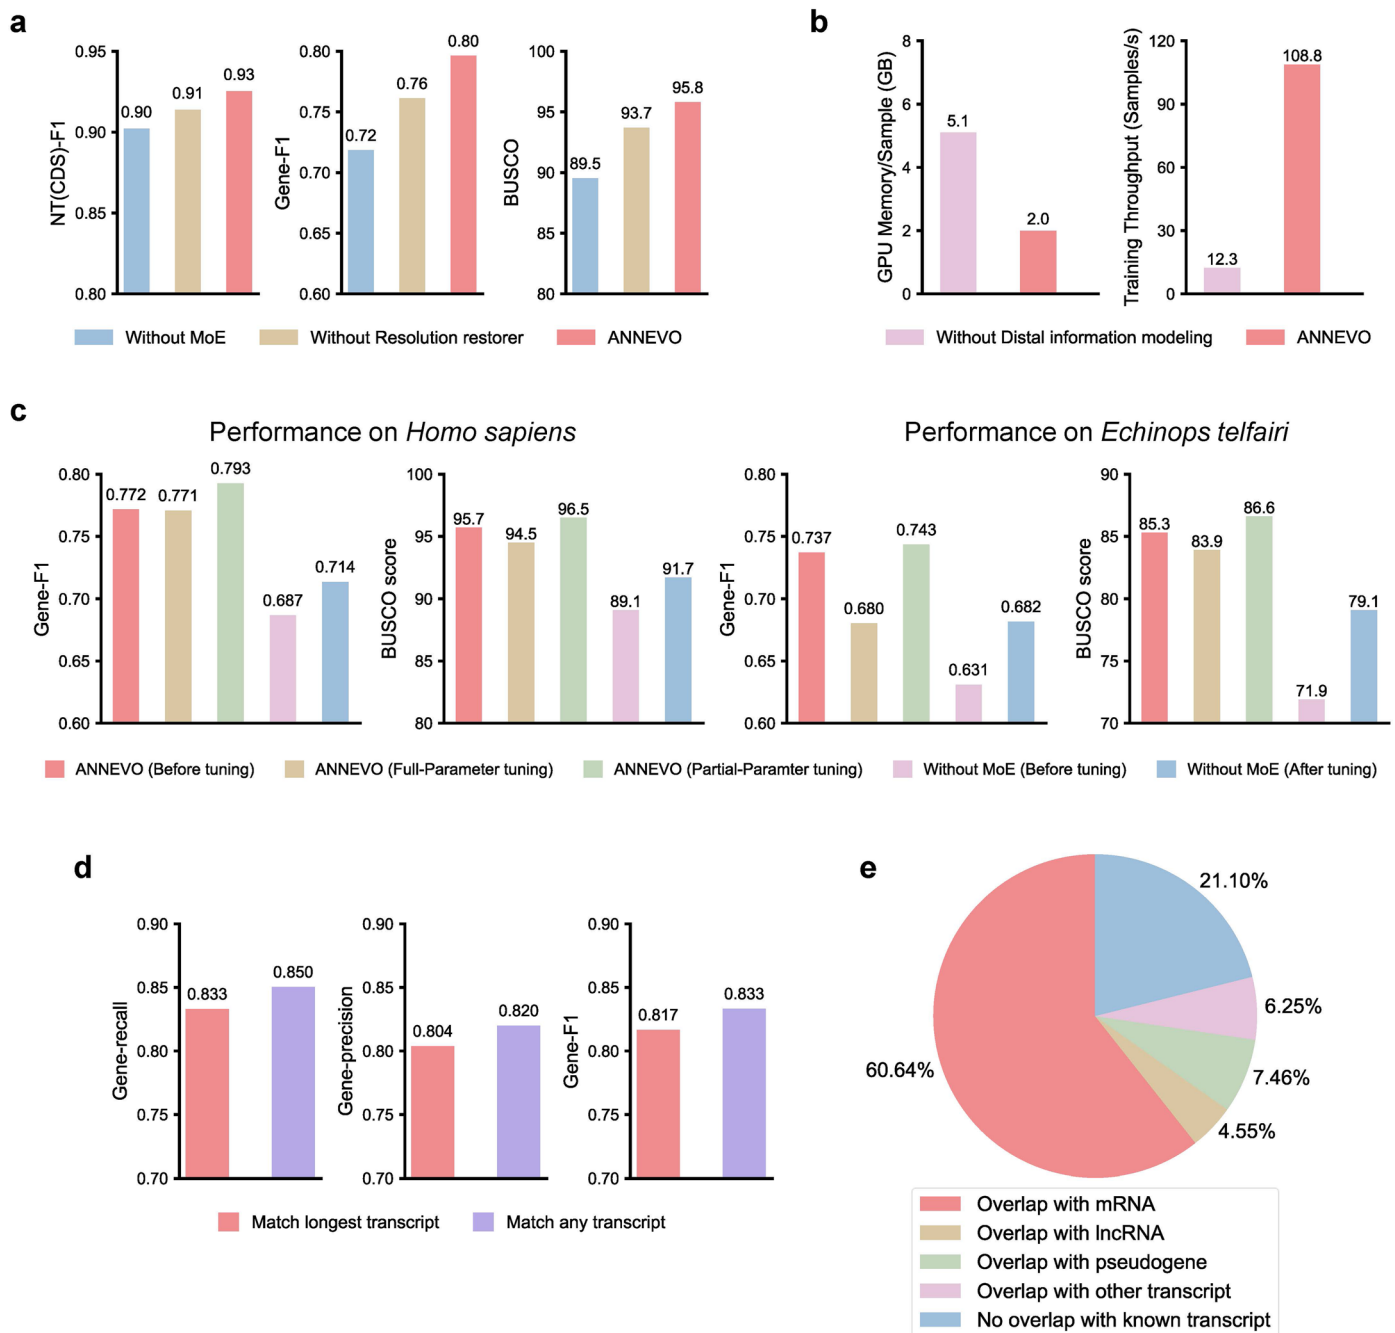 a
0.95
0.90
0.85
0.80
NT(CDS)-F1
0.90
0.91
0.93
0.80
0.75
0.70
0.65
0.60
Gene-F1
0.72
0.76
0.80
100
95
90
85
80
BUSCO
89.5
93.7
95.8
Without MoE
Without Resolution restorer
ANNEVO
b
8
6
4
2
0
GPU Memory/Sample (GB)
5.1
2.0
120
90
60
30
0
Training Throughput (Samples/s)
12.3
108.8
Without Distal information modeling
ANNEVO
c
Performance on Homo sapiens
0.80
0.75
0.70
0.65
0.60
Gene-F1
0.772
0.771
0.793
0.687
0.714
100
95
90
85
80
BUSCO score
95.7
94.5
96.5
89.1
91.7
Performance on Echinops telfairi
0.80
0.75
0.70
0.65
0.60
Gene-F1
0.737
0.680
0.743
0.631
0.682
90
85
80
75
70
BUSCO score
85.3
83.9
86.6
71.9
79.1
ANNEVO (Before tuning)
ANNEVO (Full-Parameter tuning)
ANNEVO (Partial-Paramter tuning)
Without MoE (Before tuning)
Without MoE (After tuning)
d
0.90
0.85
0.80
0.75
0.70
Gene-recall
0.833
0.850
0.90
0.85
0.80
0.75
0.70
Gene-precision
0.804
0.820
0.90
0.85
0.80
0.75
0.70
Gene-F1
0.817
0.833
Match longest transcript
Match any transcript
e
21.10%
6.25%
7.46%
4.55%
60.64%
Overlap with mRNA
Overlap with lncRNA
Overlap with pseudogene
Overlap with other transcript
No overlap with known transcript